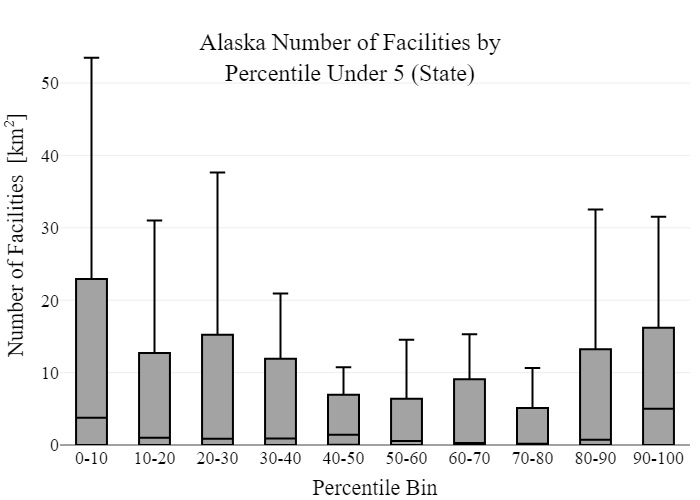 Alaska Number of Facilities by
Percentile Under 5 (State)
Number of Facilities [km²]
50
40
30
20
10
0
0-10 10-20 20-30 30-40 40-50 50-60 60-70 70-80 80-90 90-100
Percentile Bin